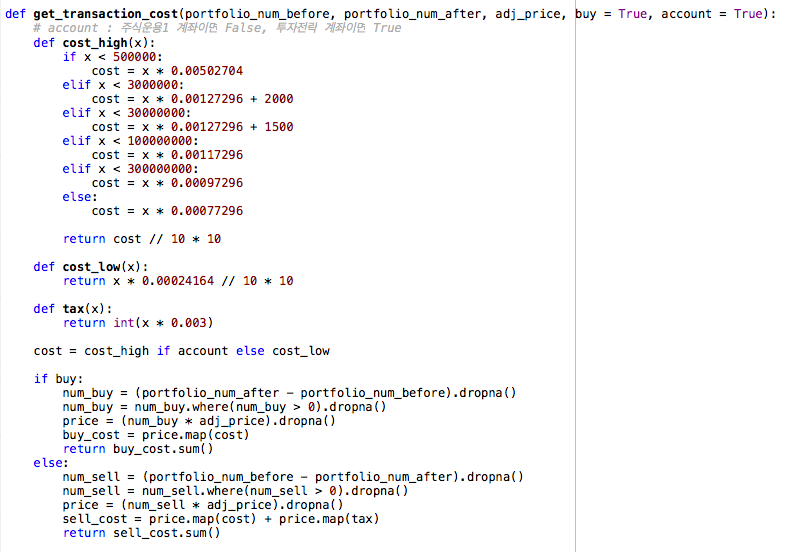 def get_transaction_cost(portfolio_num_before, portfolio_num_after, adj_price, buy = True, account = True):
    # account : 주식운용1 계좌이면 False, 투자전략 계좌이면 True
    def cost_high(x):
        if x < 500000:
            cost = x * 0.00502704
        elif x < 3000000:
            cost = x * 0.00127296 + 2000
        elif x < 30000000:
            cost = x * 0.00127296 + 1500
        elif x < 100000000:
            cost = x * 0.00117296
        elif x < 300000000:
            cost = x * 0.00097296
        else:
            cost = x * 0.00077296

        return cost // 10 * 10

    def cost_low(x):
        return x * 0.00024164 // 10 * 10

    def tax(x):
        return int(x * 0.003)

    cost = cost_high if account else cost_low

    if buy:
        num_buy = (portfolio_num_after - portfolio_num_before).dropna()
        num_buy = num_buy.where(num_buy > 0).dropna()
        price = (num_buy * adj_price).dropna()
        buy_cost = price.map(cost)
        return buy_cost.sum()
    else:
        num_sell = (portfolio_num_before - portfolio_num_after).dropna()
        num_sell = num_sell.where(num_sell > 0).dropna()
        price = (num_sell * adj_price).dropna()
        sell_cost = price.map(cost) + price.map(tax)
        return sell_cost.sum()